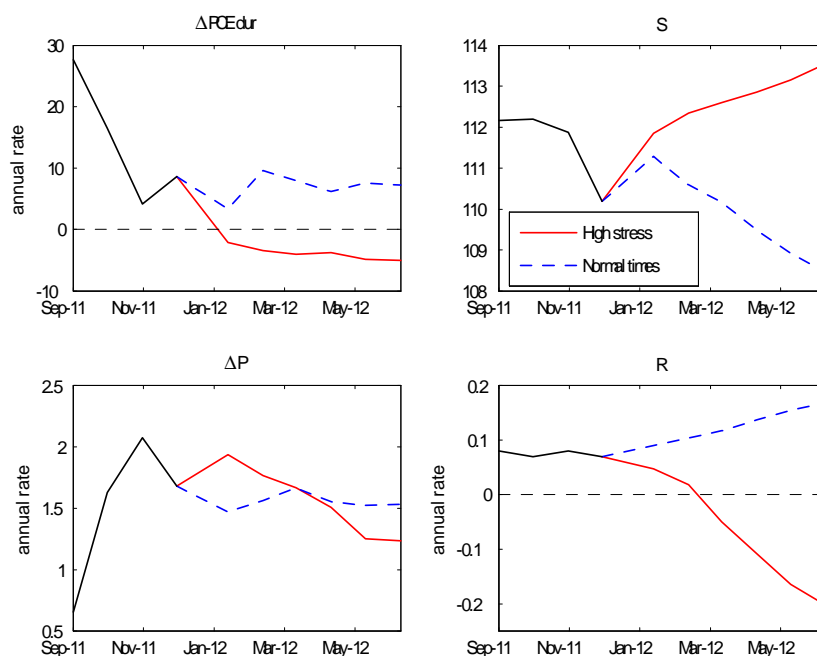 ΔPCEdur
annual rate
30
20
10
0
-10
Sep-11 Nov-11 Jan-12 Mar-12 May-12
S
114
113
112
111
110
109
108
High stress
Normal times
Sep-11 Nov-11 Jan-12 Mar-12 May-12
ΔP
annual rate
2.5
2
1.5
1
0.5
Sep-11 Nov-11 Jan-12 Mar-12 May-12
R
annual rate
0.2
0.1
0
-0.1
-0.2
Sep-11 Nov-11 Jan-12 Mar-12 May-12